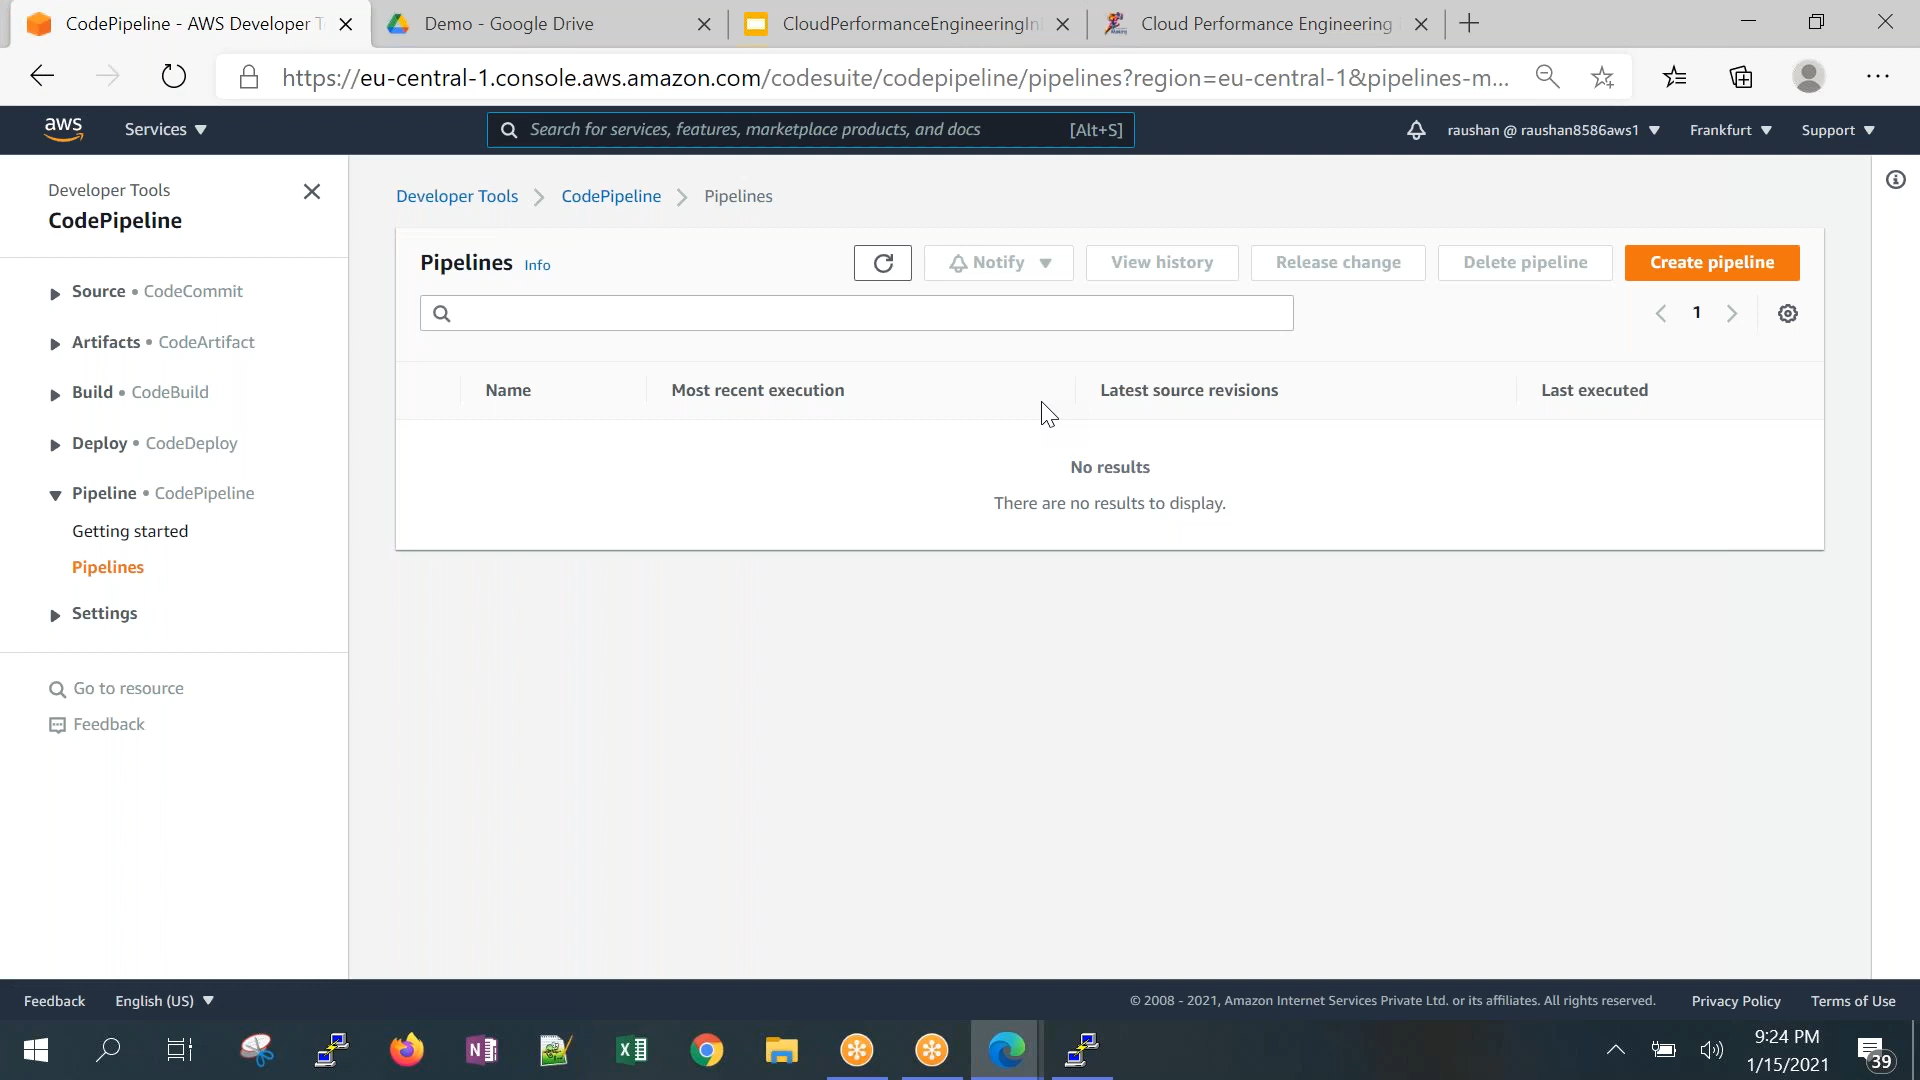 CodePipeline - AWS Developer T
Demo - Google Drive
CloudPerformanceEngineeringIn
Cloud Performance Engineering
https://eu-central-1.console.aws.amazon.com/codesuite/codepipeline/pipelines?region=eu-central-1&pipelines-m...
aws
Services
Search for services, features, marketplace products, and docs
[Alt+S]
raushan @ raushan8586aws1
Frankfurt
Support
Developer Tools
CodePipeline
Source • CodeCommit
Artifacts • CodeArtifact
Build • CodeBuild
Deploy • CodeDeploy
Pipeline • CodePipeline
Getting started
Pipelines
Settings
Go to resource
Feedback
Developer Tools
CodePipeline
Pipelines
Pipelines
Info
Notify
View history
Release change
Delete pipeline
Create pipeline
1
Name
Most recent execution
Latest source revisions
Last executed
No results
There are no results to display.
Feedback
English (US)
© 2008 - 2021, Amazon Internet Services Private Ltd. or its affiliates. All rights reserved.
Privacy Policy
Terms of Use
9:24 PM
1/15/2021
39